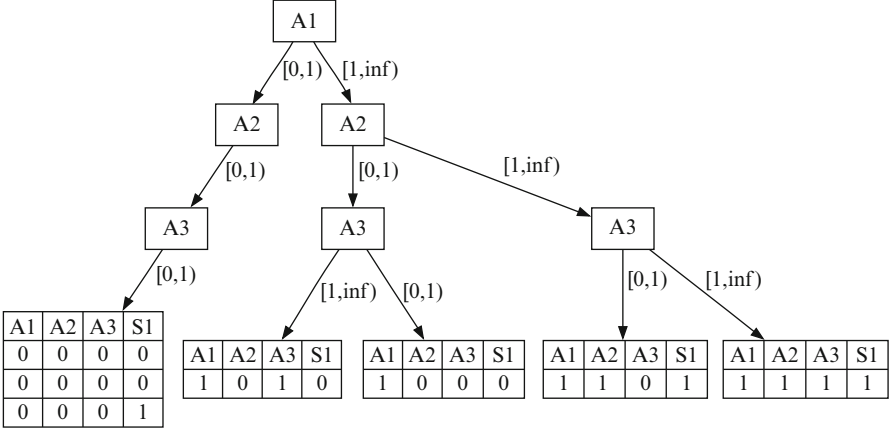 A1
[0,1) [1,inf)
A2 A2
[0,1) [0,1) [1,inf)
A3 A3 A3
[0,1) [1,inf) [0,1) [0,1) [1,inf)
A1 A2 A3 S1
0 0 0 0
0 0 0 0
0 0 0 1
A1 A2 A3 S1
1 0 1 0
A1 A2 A3 S1
1 0 0 0
A1 A2 A3 S1
1 1 0 1
A1 A2 A3 S1
1 1 1 1